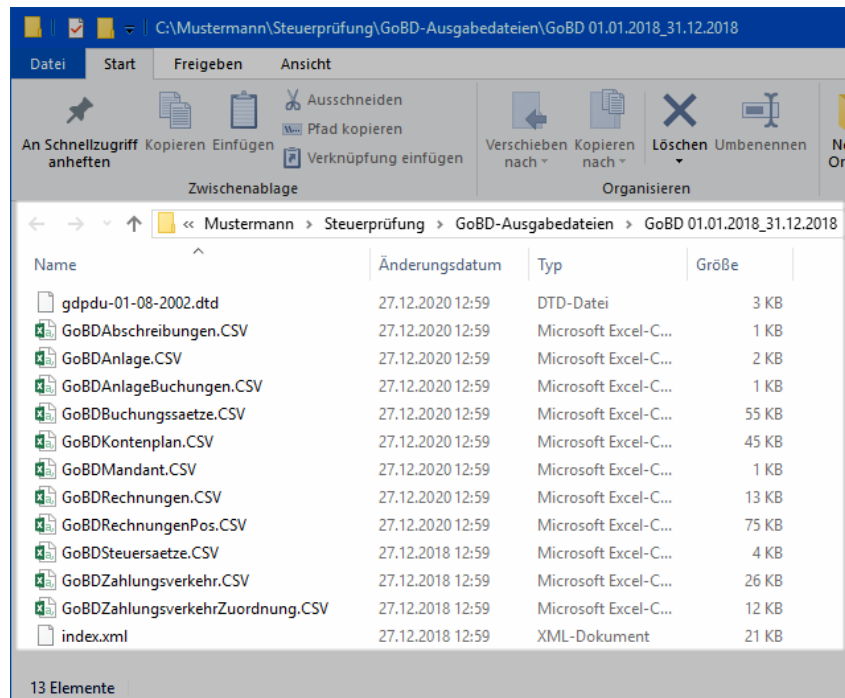 C:\Mustermann\Steuerprüfung\GoBD-Ausgabedateien\GoBD 01.01.2018_31.12.2018
Datei Start Freigeben Ansicht
An Schnellzugriff anheften
Kopieren
Einfügen
Ausschneiden
Pfad kopieren
Verknüpfung einfügen
Verschieben nach
Kopieren nach
Löschen
Umbenennen
Zwischenablage
Organisieren
« Mustermann > Steuerprüfung > GoBD-Ausgabedateien > GoBD 01.01.2018_31.12.2018
Name Änderungsdatum Typ Größe
gdpdu-01-08-2002.dtd 27.12.2020 12:59 DTD-Datei 3 KB
GoBDAbschreibungen.CSV 27.12.2020 12:59 Microsoft Excel-C... 1 KB
GoBDAnlage.CSV 27.12.2020 12:59 Microsoft Excel-C... 2 KB
GoBDAnlageBuchungen.CSV 27.12.2020 12:59 Microsoft Excel-C... 1 KB
GoBDBuchungssaetze.CSV 27.12.2020 12:59 Microsoft Excel-C... 55 KB
GoBDKontenplan.CSV 27.12.2020 12:59 Microsoft Excel-C... 45 KB
GoBDMandant.CSV 27.12.2020 12:59 Microsoft Excel-C... 1 KB
GoBDRechnungen.CSV 27.12.2020 12:59 Microsoft Excel-C... 13 KB
GoBDRechnungenPos.CSV 27.12.2020 12:59 Microsoft Excel-C... 75 KB
GoBDSteuersaetze.CSV 27.12.2018 12:59 Microsoft Excel-C... 4 KB
GoBDZahlungsverkehr.CSV 27.12.2018 12:59 Microsoft Excel-C... 26 KB
GoBDZahlungsverkehrZuordnung.CSV 27.12.2018 12:59 Microsoft Excel-C... 12 KB
index.xml 27.12.2018 12:59 XML-Dokument 21 KB
13 Elemente